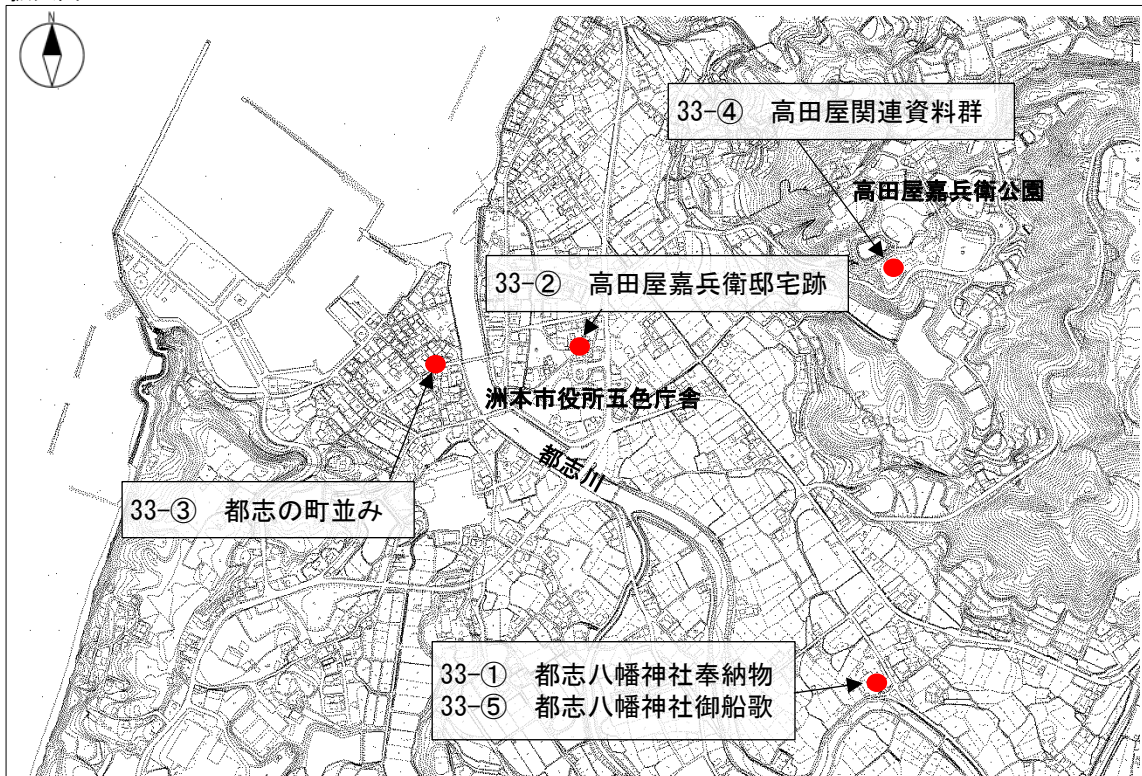 N
33-④ 高田屋関連資料群
高田屋嘉兵衛公園
33-② 高田屋嘉兵衛邸宅跡
洲本市役所五色庁舎
都志川
33-③ 都志の町並み
33-① 都志八幡神社奉納物
33-⑤ 都志八幡神社御船歌